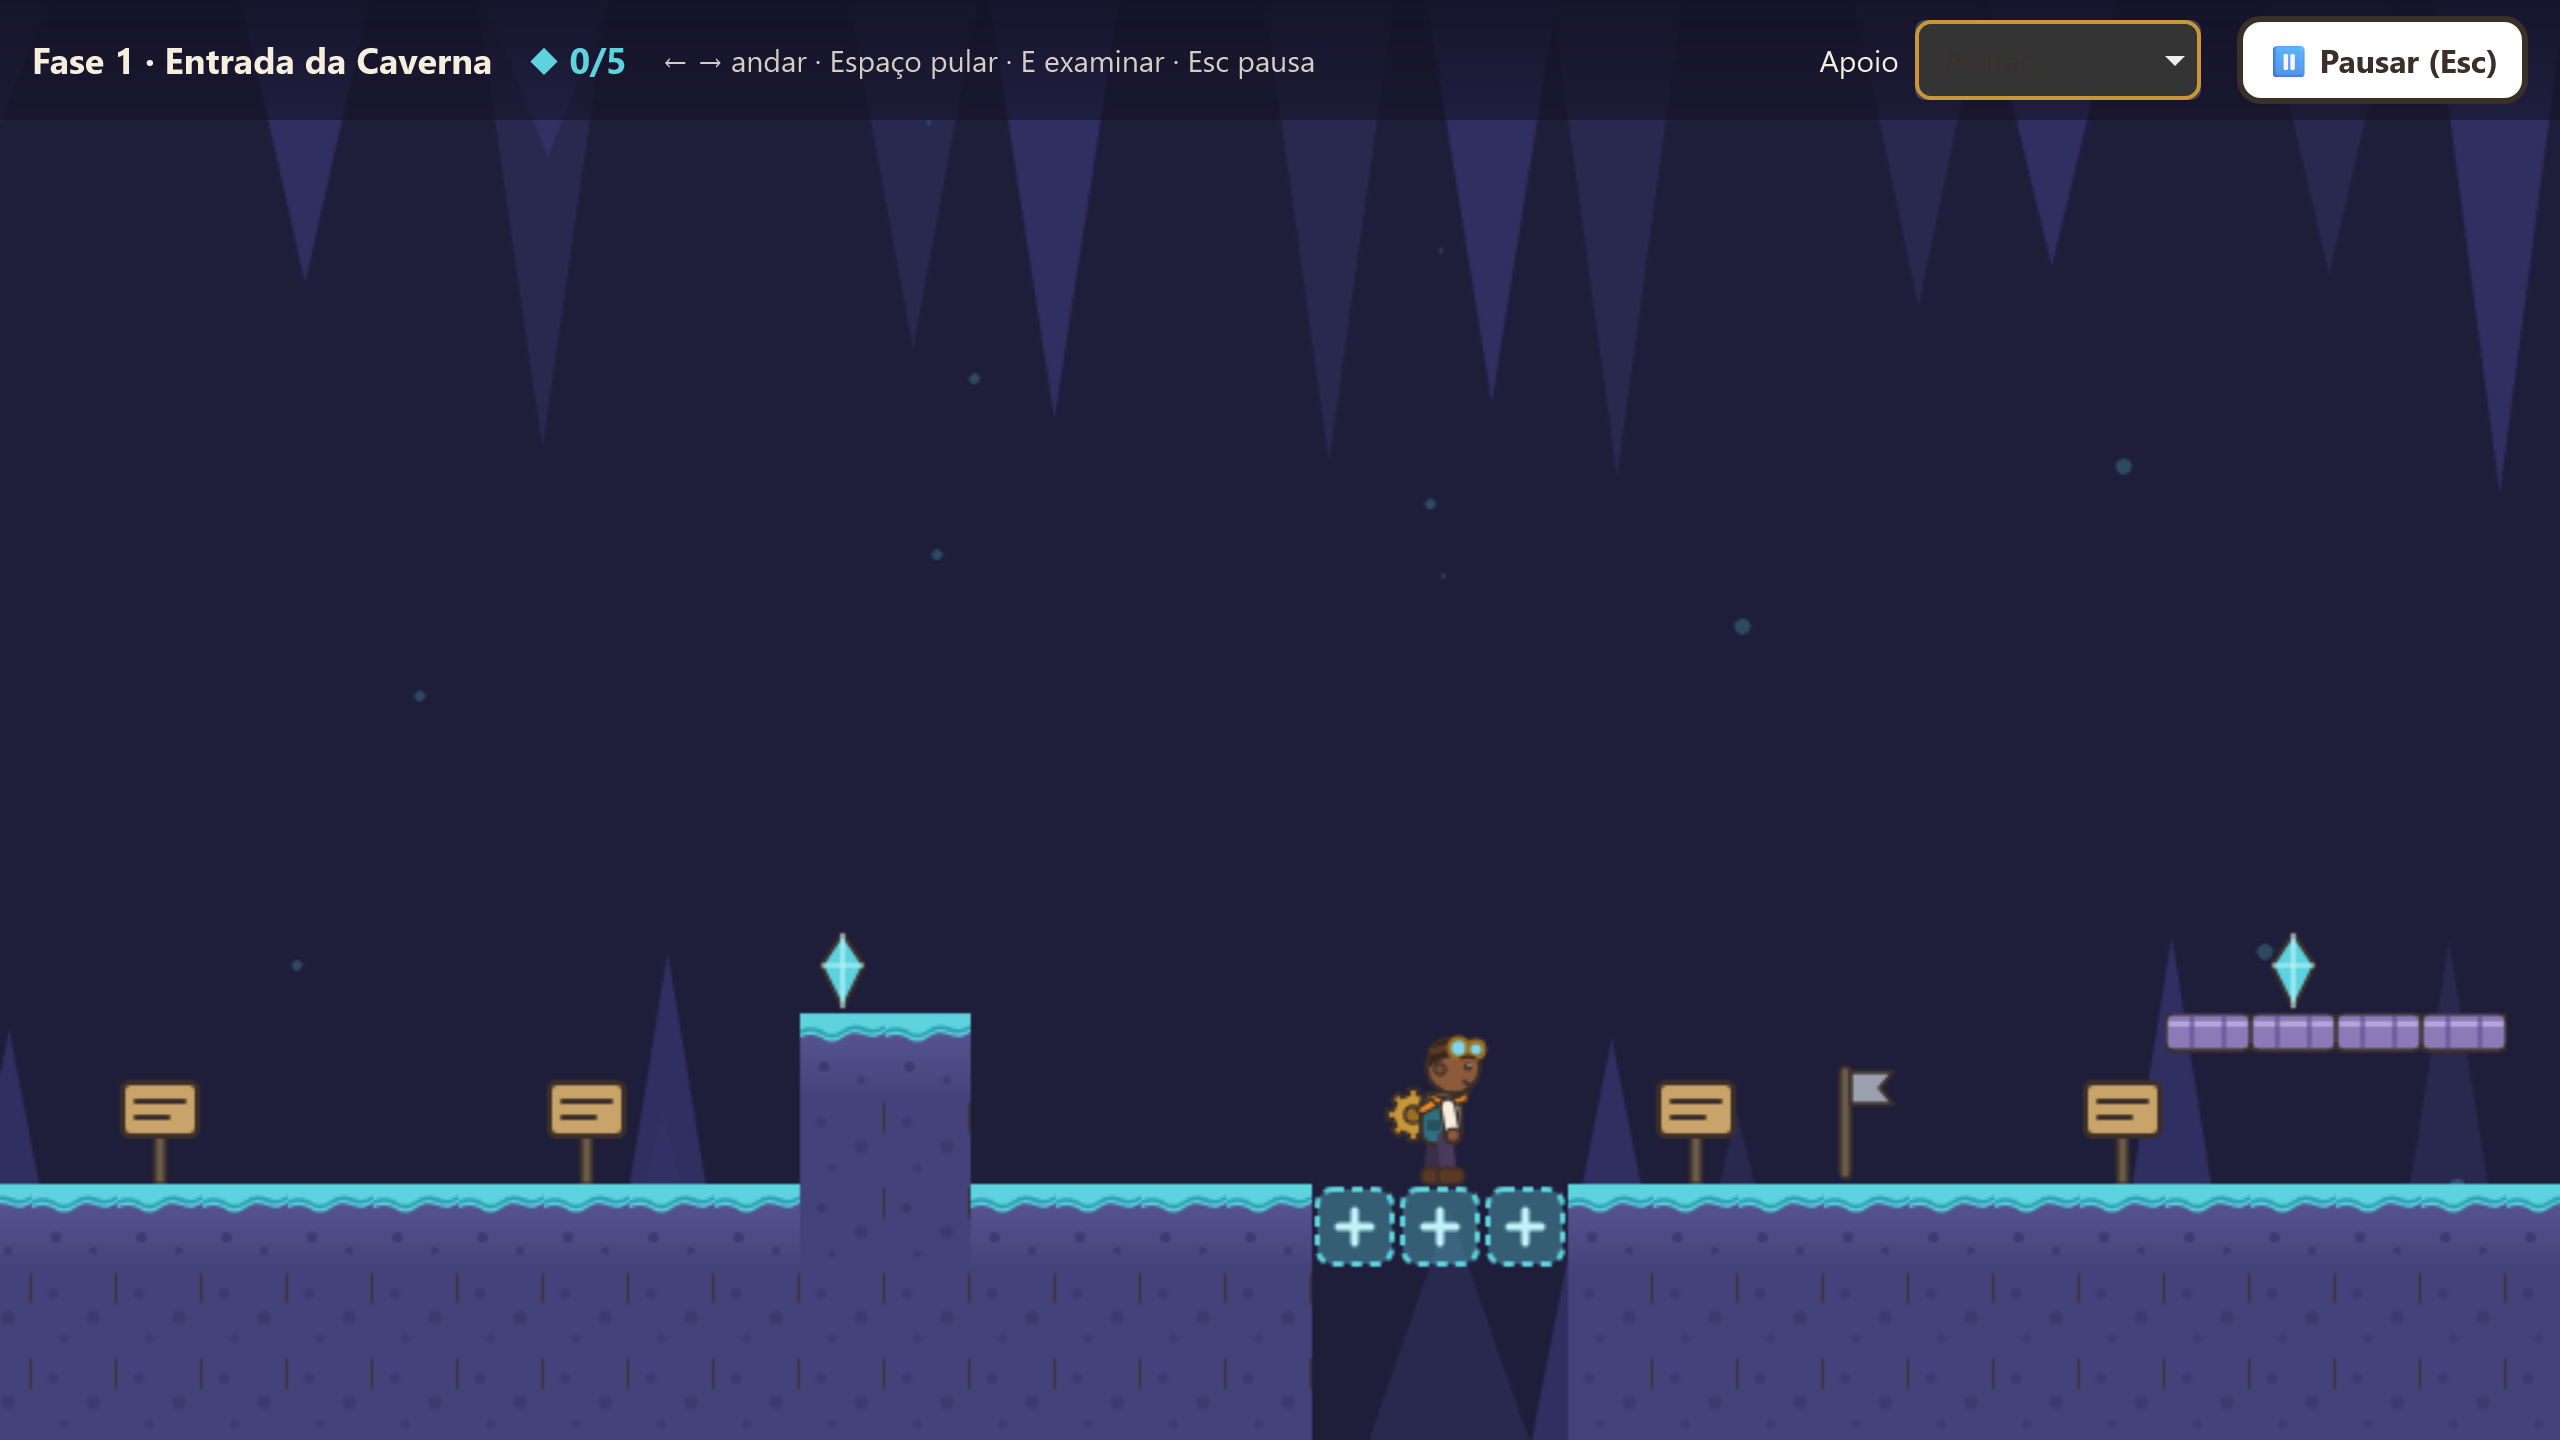 Fase 1 · Entrada da Caverna
◆ 0/5
← → andar · Espaço pular · E examinar · Esc pausa
Apoio
Pausar (Esc)